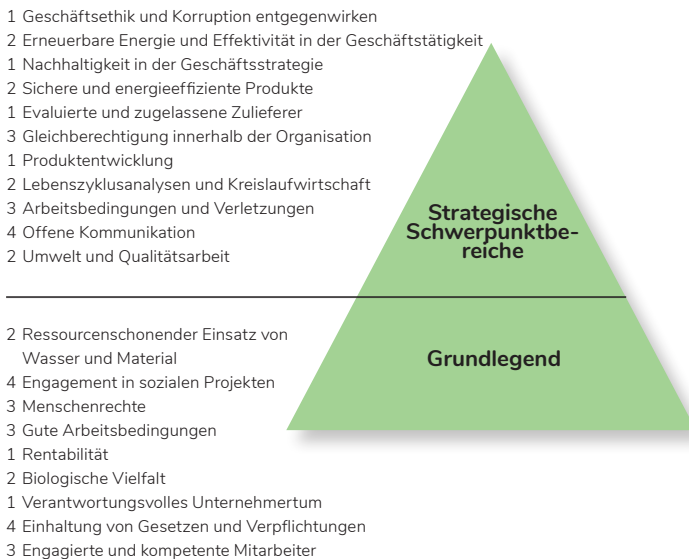 1 Geschäftsethik und Korruption entgegenwirken
2 Erneuerbare Energie und Effektivität in der Geschäftstätigkeit
1 Nachhaltigkeit in der Geschäftsstrategie
2 Sichere und energieeffiziente Produkte
1 Evaluierte und zugelassene Zulieferer
3 Gleichberechtigung innerhalb der Organisation
1 Produktentwicklung
2 Lebenszyklusanalysen und Kreislaufwirtschaft
3 Arbeitsbedingungen und Verletzungen
4 Offene Kommunikation
2 Umwelt und Qualitätsarbeit
Strategische
Schwerpunktbe-
reiche
2 Ressourcenschonender Einsatz von
Wasser und Material
4 Engagement in sozialen Projekten
3 Menschenrechte
3 Gute Arbeitsbedingungen
1 Rentabilität
2 Biologische Vielfalt
1 Verantwortungsvolles Unternehmertum
4 Einhaltung von Gesetzen und Verpflichtungen
3 Engagierte und kompetente Mitarbeiter
Grundlegend